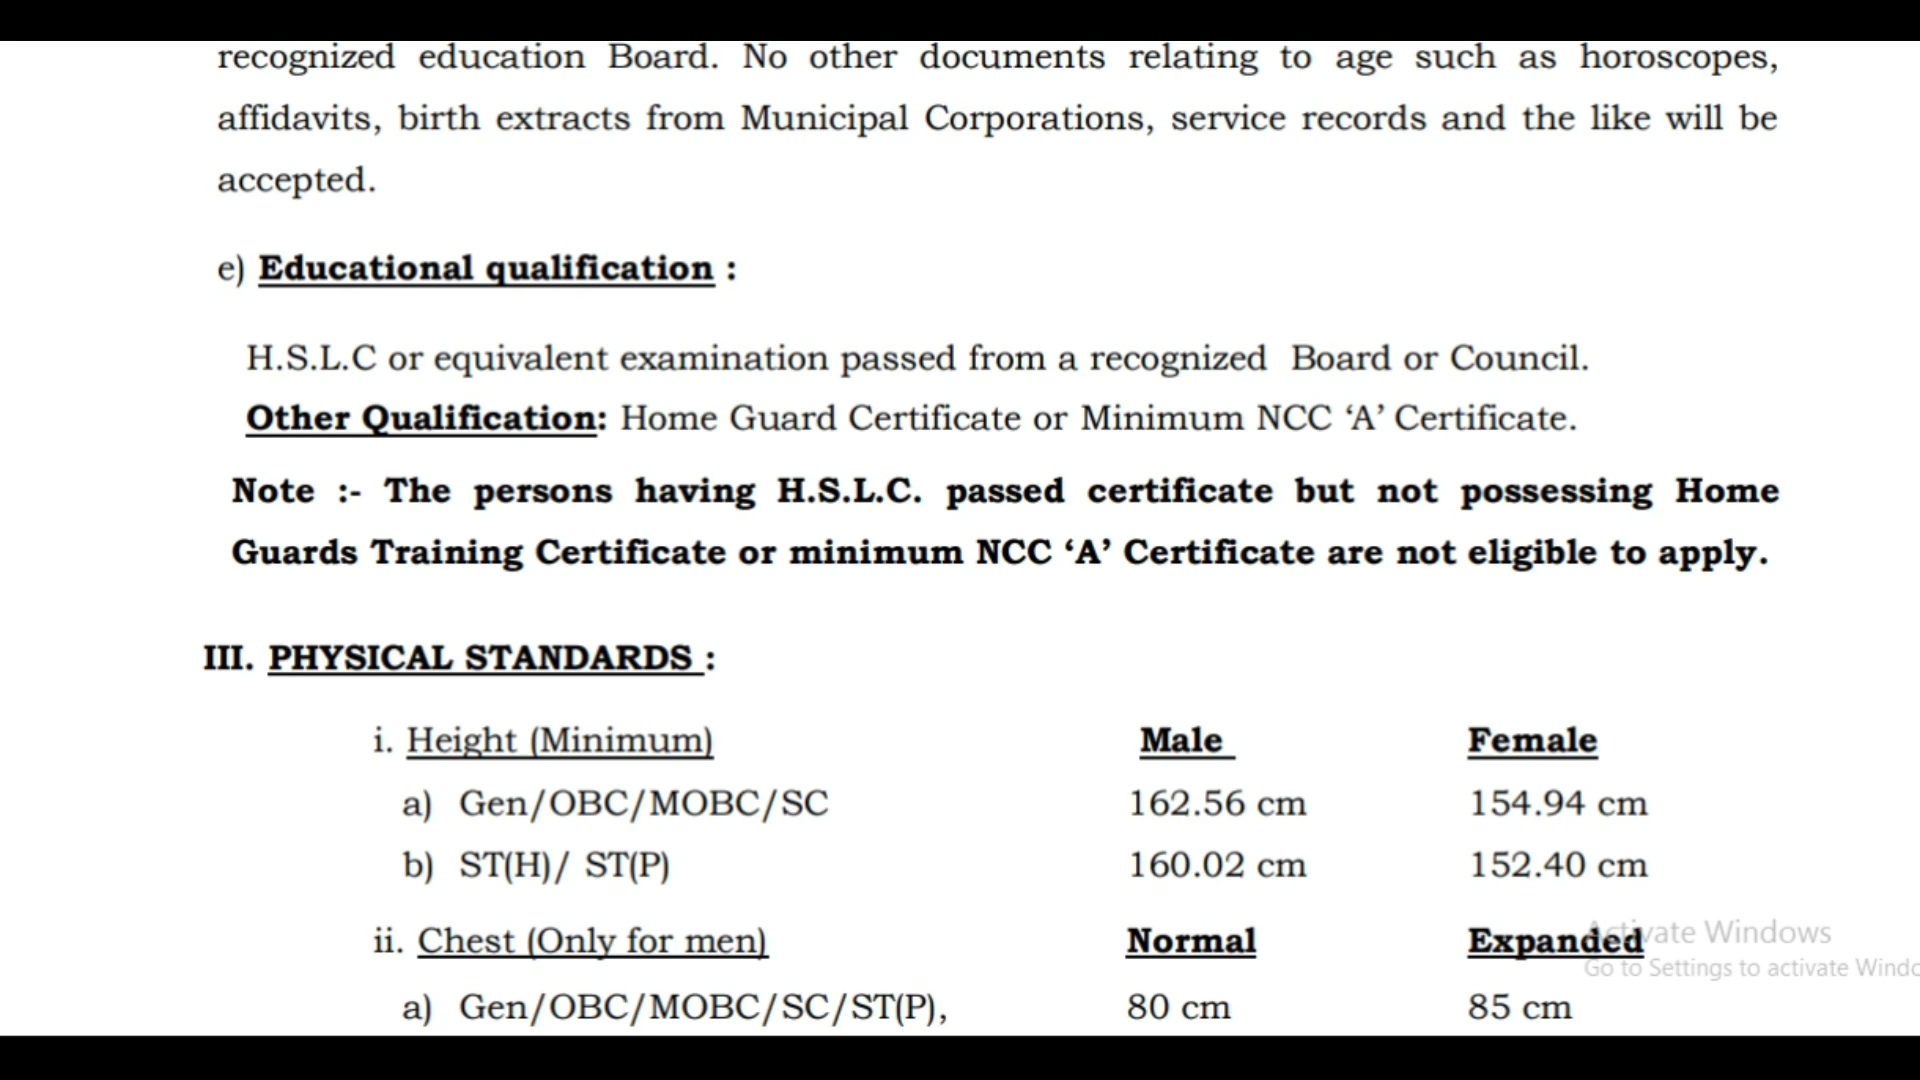 recognized education Board. No other documents relating to age such as horoscopes,
affidavits, birth extracts from Municipal Corporations, service records and the like will be
accepted.
e) Educational qualification :
H.S.L.C or equivalent examination passed from a recognized Board or Council.
Other Qualification: Home Guard Certificate or Minimum NCC ‘A’ Certificate.
Note :- The persons having H.S.L.C. passed certificate but not possessing Home
Guards Training Certificate or minimum NCC ‘A’ Certificate are not eligible to apply.
III. PHYSICAL STANDARDS :
i. Height (Minimum) Male Female
a) Gen/OBC/MOBC/SC 162.56 cm 154.94 cm
b) ST(H)/ ST(P) 160.02 cm 152.40 cm
ii. Chest (Only for men) Normal Expanded
a) Gen/OBC/MOBC/SC/ST(P), 80 cm 85 cm
Activate Windows
Go to Settings to activate Windo